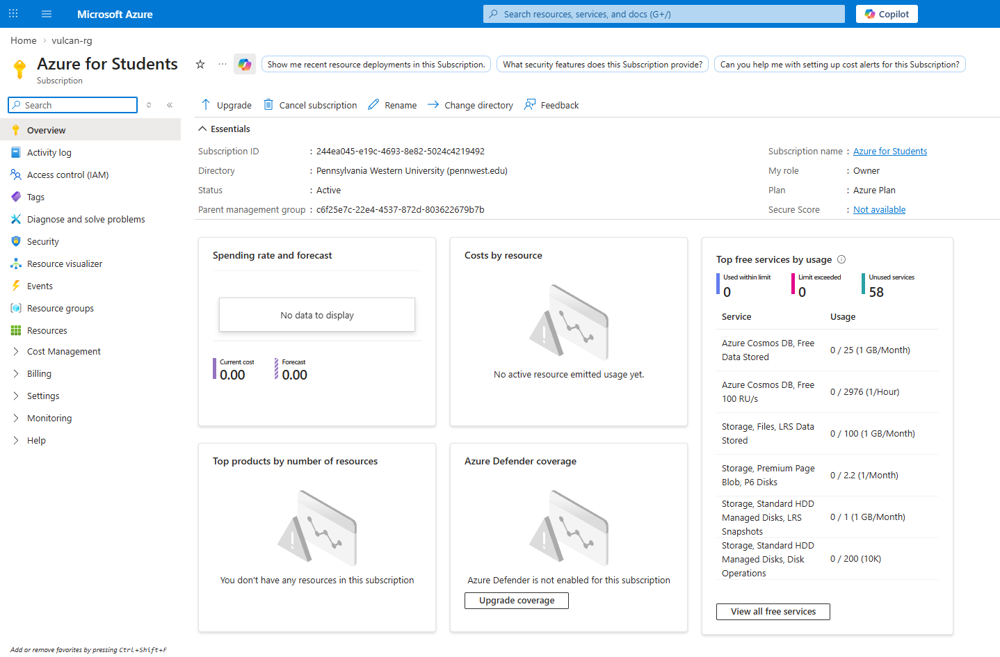 Microsoft Azure
Search resources, services, and docs (G+/)
Copilot
Home > vulcan-rg
Azure for Students
Subscription
Show me recent resource deployments in this Subscription.
What security features does this Subscription provide?
Can you help me with setting up cost alerts for this Subscription?
Search
Overview
Activity log
Access control (IAM)
Tags
Diagnose and solve problems
Security
Resource visualizer
Events
Resource groups
Resources
Cost Management
Billing
Settings
Monitoring
Help
Add or remove favorites by pressing Ctrl+Shift+F
Upgrade
Cancel subscription
Rename
Change directory
Feedback
Essentials
Subscription ID : 244ea045-e19c-4693-8e82-5024c4219492
Directory : Pennsylvania Western University (pennwest.edu)
Status : Active
Parent management group : c6f25e7c-22e4-4537-872d-803622679b7b
Subscription name : Azure for Students
My role : Owner
Plan : Azure Plan
Secure Score : Not available
Spending rate and forecast
No data to display
Current cost
0.00
Forecast
0.00
Costs by resource
No active resource emitted usage yet.
Top products by number of resources
You don't have any resources in this subscription
Azure Defender coverage
Azure Defender is not enabled for this subscription
Upgrade coverage
Top free services by usage
Used within limit
0
Limit exceeded
0
Unused services
58
Service Usage
Azure Cosmos DB, Free
Data Stored
0 / 25 (1 GB/Month)
Azure Cosmos DB, Free
100 RU/s
0 / 2976 (1/Hour)
Storage, Files, LRS Data
Stored
0 / 100 (1 GB/Month)
Storage, Premium Page
Blob, P6 Disks
0 / 2.2 (1/Month)
Storage, Standard HDD
Managed Disks, LRS
Snapshots
0 / 1 (1 GB/Month)
Storage, Standard HDD
Managed Disks, Disk
Operations
0 / 200 (10K)
View all free services